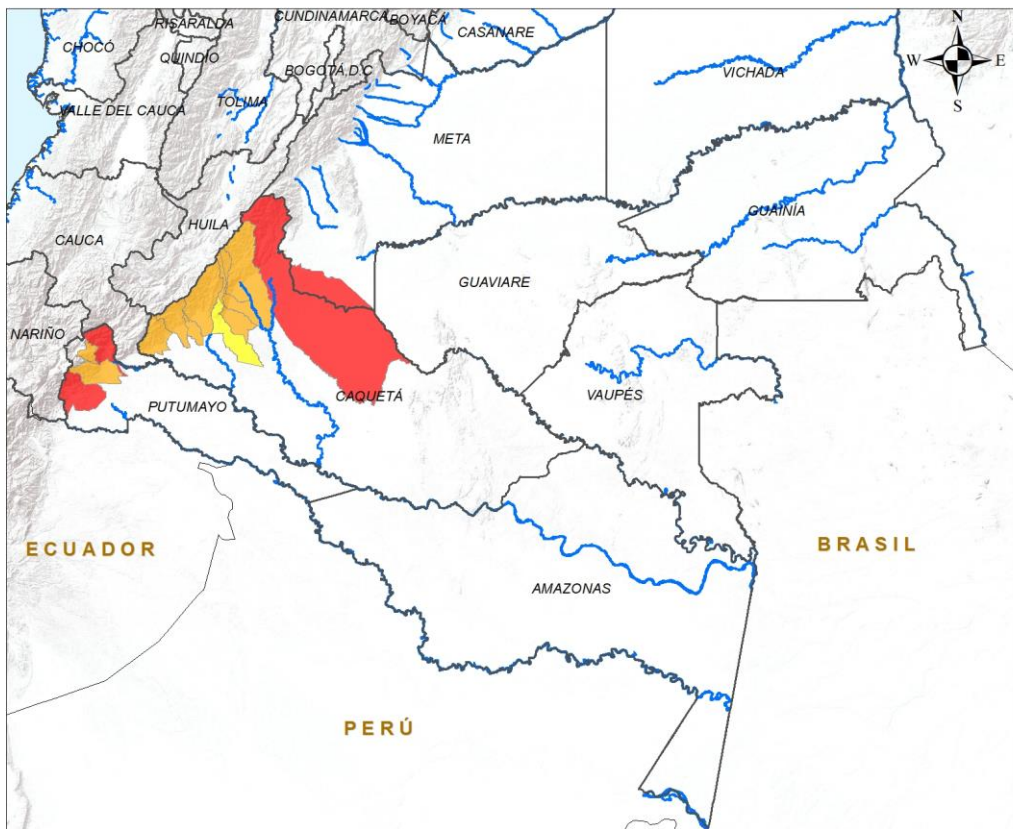 CUNDINAMARCA
BOYACÁ
RISARALDA
CASANARE
N
CHOCÓ
QUINDÍO
BOGOTÁ, D.C
W
E
VICHADA
TOLIMA
VALLE DEL CAUCA
S
META
GUAINÍA
HUILA
CAUCA
GUAVIARE
NARIÑO
CAQUETÁ
VAUPÉS
PUTUMAYO
ECUADOR
BRASIL
AMAZONAS
PERÚ